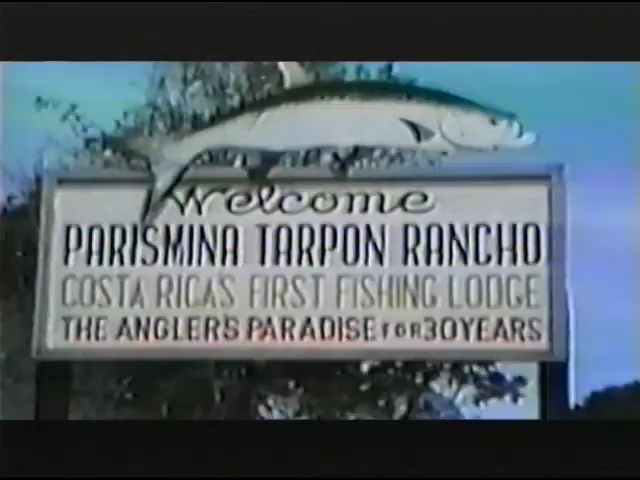 Welcome
PARISMINA TARPON RANCHO
COSTA RICAS FIRST FISHING LODGE
THE ANGLERS PARADISE FOR 30 YEARS